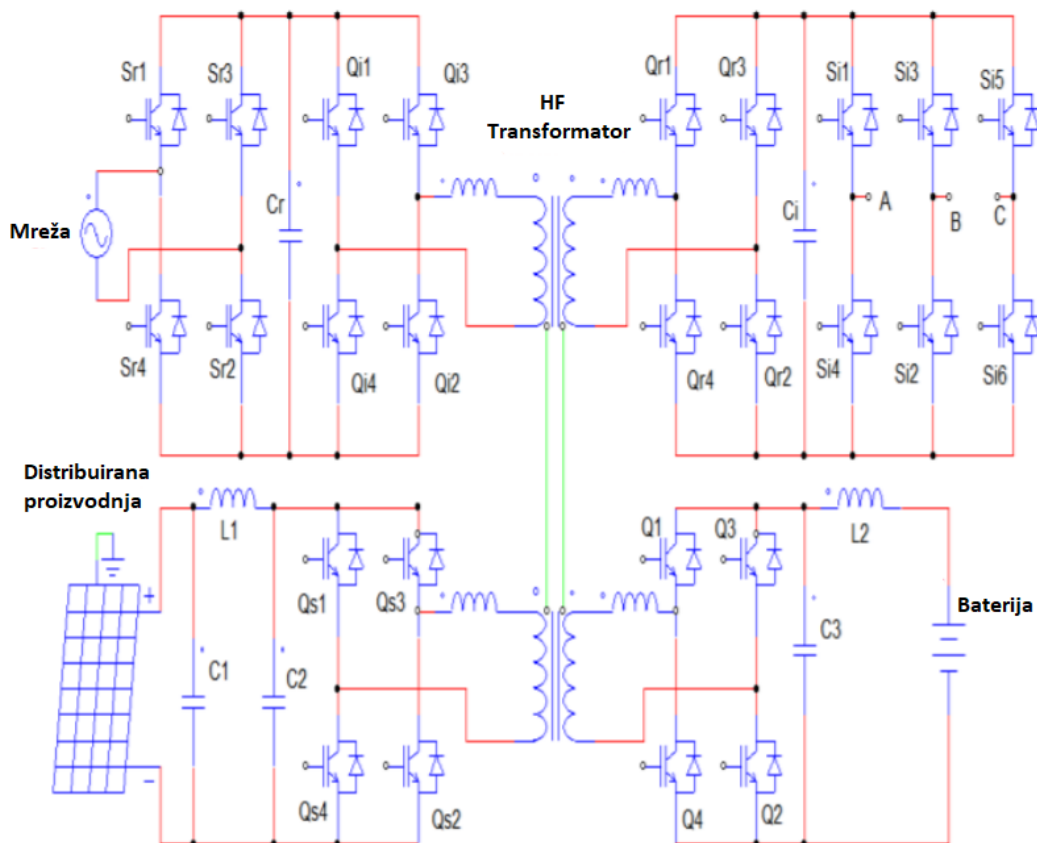 Sr1
Sr3
Qi1
Qi3
HF
Transformator
Qr1
Qr3
Si1
Si3
Si5
Mreža
Cr
Ci
A
B
C
Sr4
Sr2
Qi4
Qi2
Qr4
Qr2
Si4
Si2
Si6
Distribuirana
proizvodnja
L1
Qs1
Qs3
Q1
Q3
L2
+
C1
C2
C3
Baterija
−
Qs4
Qs2
Q4
Q2